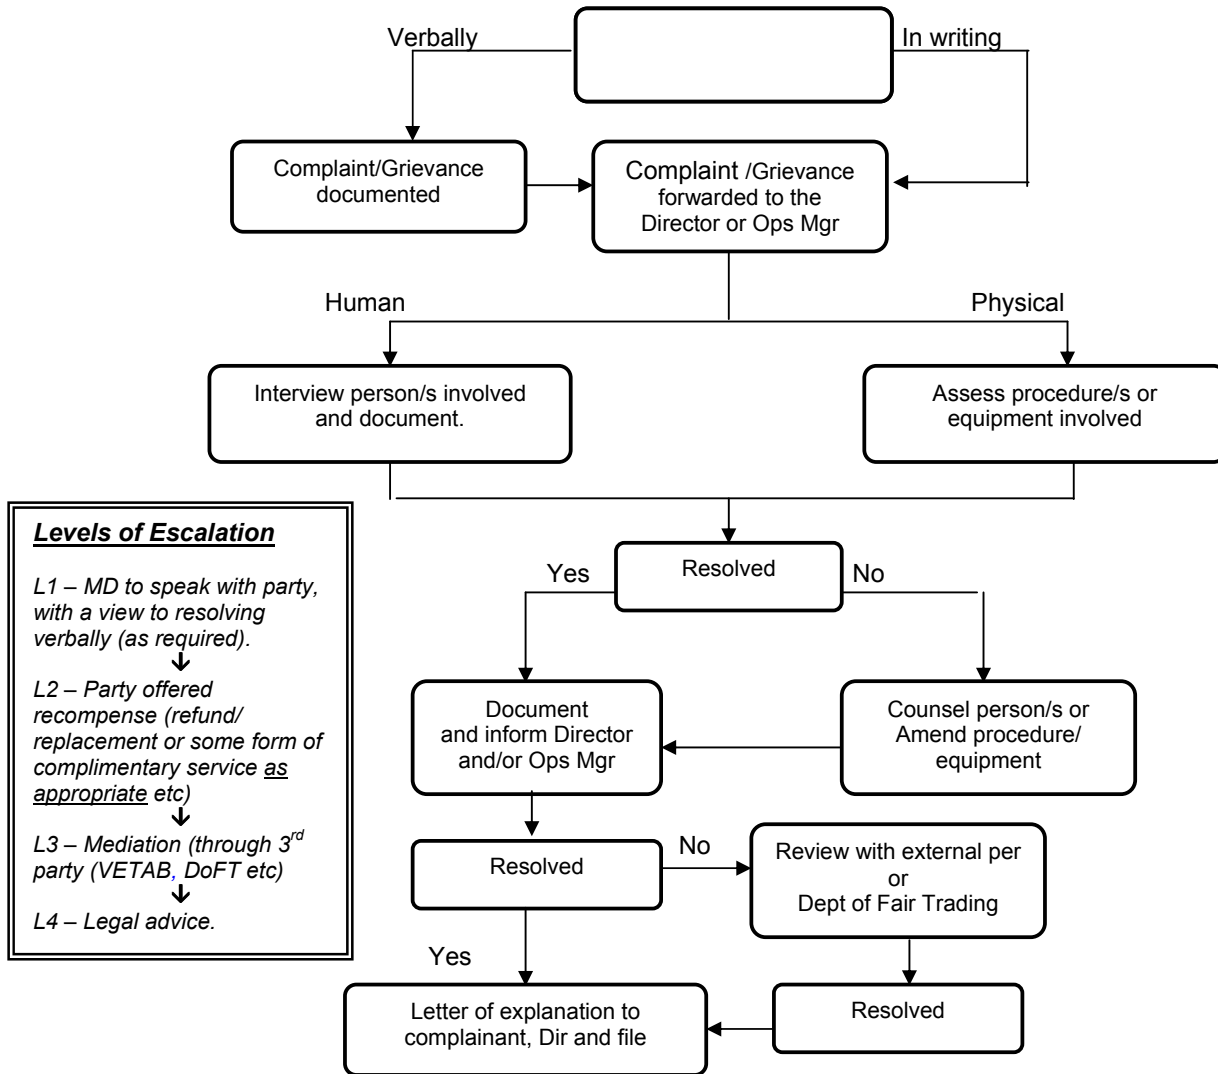 Verbally
In writing
Complaint/Grievance
documented
Complaint /Grievance
forwarded to the
Director or Ops Mgr
Human
Physical
Interview person/s involved
and document.
Assess procedure/s or
equipment involved
Levels of Escalation
L1 – MD to speak with party,
with a view to resolving
verbally (as required).
L2 – Party offered
recompense (refund/
replacement or some form of
complimentary service as
appropriate etc)
L3 – Mediation (through 3rd
party (VETAB, DoFT etc)
L4 – Legal advice.
Yes
Resolved
No
Document
and inform Director
and/or Ops Mgr
Counsel person/s or
Amend procedure/
equipment
Resolved
No
Review with external per
or
Dept of Fair Trading
Yes
Letter of explanation to
complainant, Dir and file
Resolved